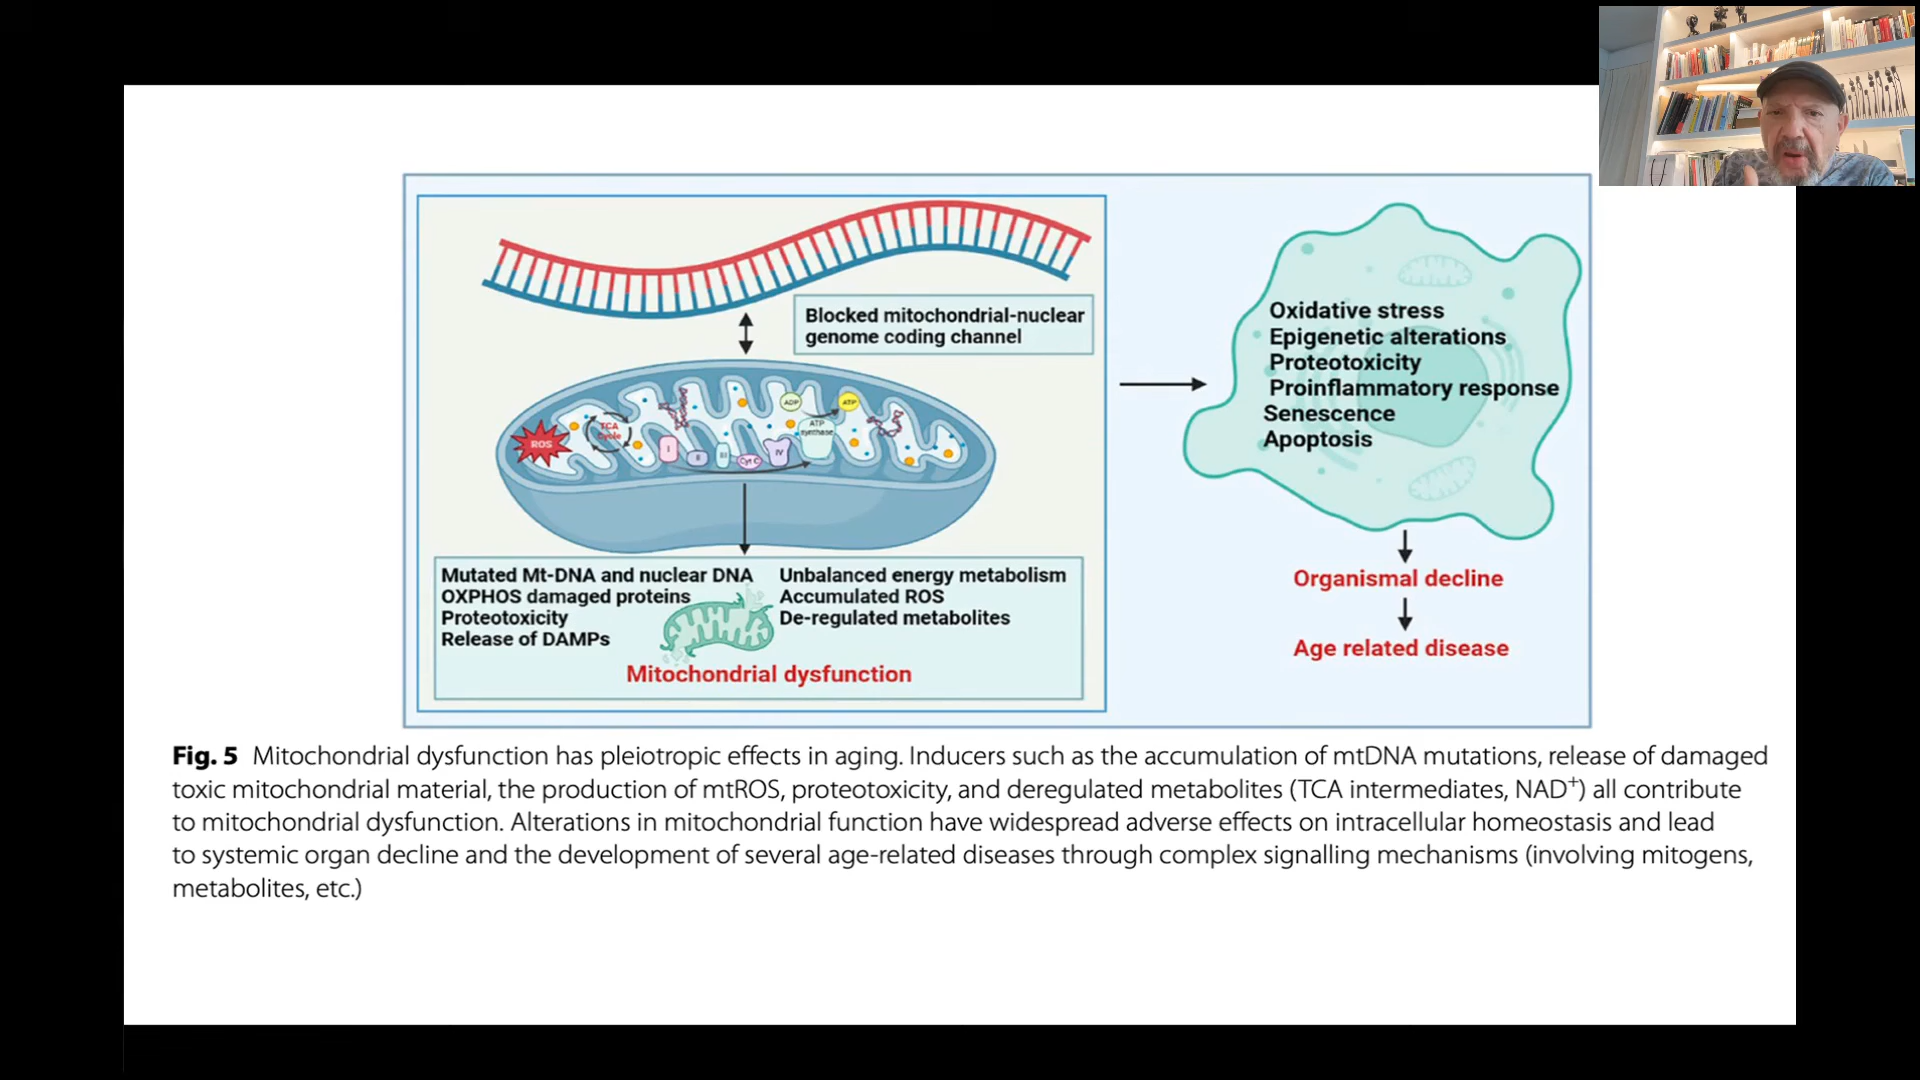 Blocked mitochondrial-nuclear
genome coding channel
ADP
ATP
ROS
TCA
Cycle
ATP
synthase
I
II
III
Cyt C
IV
Mutated Mt-DNA and nuclear DNA
OXPHOS damaged proteins
Proteotoxicity
Release of DAMPs
Unbalanced energy metabolism
Accumulated ROS
De-regulated metabolites
Mitochondrial dysfunction
Oxidative stress
Epigenetic alterations
Proteotoxicity
Proinflammatory response
Senescence
Apoptosis
Organismal decline
Age related disease
Fig. 5 Mitochondrial dysfunction has pleiotropic effects in aging. Inducers such as the accumulation of mtDNA mutations, release of damaged
toxic mitochondrial material, the production of mtROS, proteotoxicity, and deregulated metabolites (TCA intermediates, NAD⁺) all contribute
to mitochondrial dysfunction. Alterations in mitochondrial function have widespread adverse effects on intracellular homeostasis and lead
to systemic organ decline and the development of several age-related diseases through complex signalling mechanisms (involving mitogens,
metabolites, etc.)